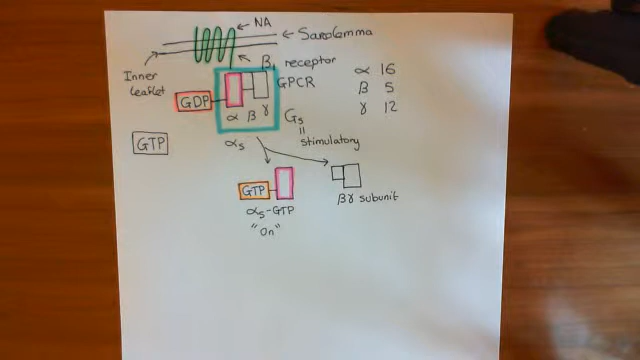 NA
Sarcolemma
β1 receptor
Inner
leaflet
GPCR
α 16
β 5
γ 12
GDP
α β γ
Gs
=
stimulatory
GTP
αs
GTP
αs-GTP
"On"
βγ subunit